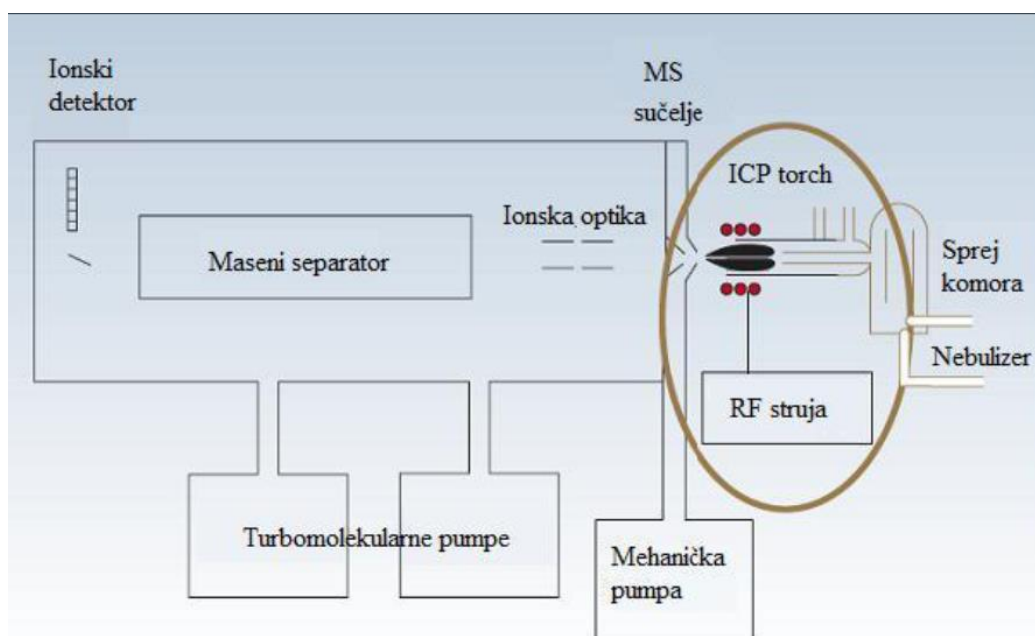 Ionski
detektor
MS
sučelje
ICP torch
Ionska optika
Maseni separator
Sprej
komora
Nebulizer
RF struja
Turbomolekularne pumpe
Mehanička
pumpa